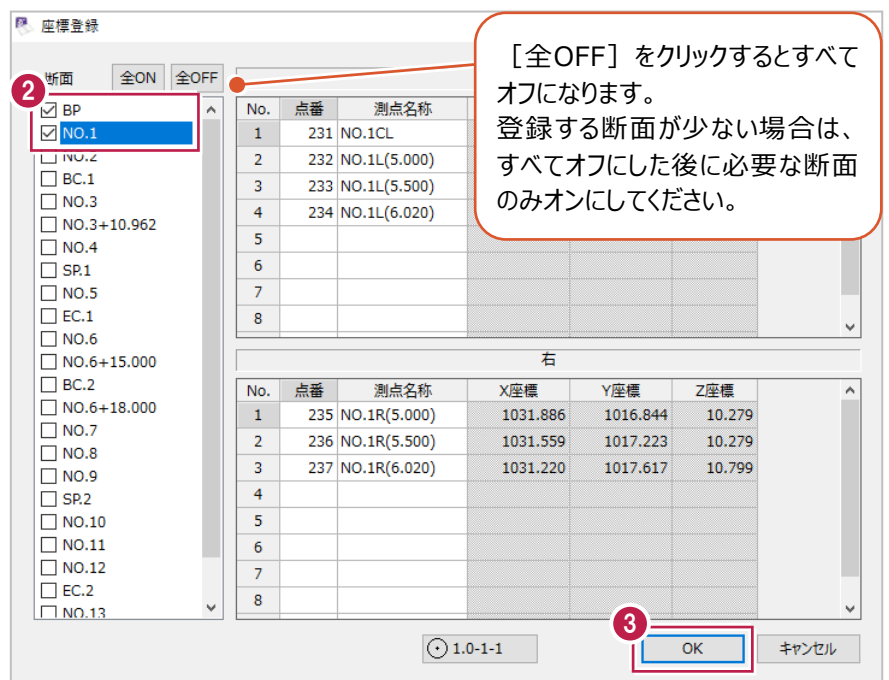 座標登録
［全OFF］をクリックするとすべて
オフになります。
登録する断面が少ない場合は、
すべてオフにした後に必要な断面
のみオンにしてください。
断面 全ON 全OFF
2
BP
NO.1
NO.2
BC.1
NO.3
NO.3+10.962
NO.4
SP.1
NO.5
EC.1
NO.6
NO.6+15.000
BC.2
NO.6+18.000
NO.7
NO.8
NO.9
SP.2
NO.10
NO.11
NO.12
EC.2
NO.13
No. 点番 測点名称
1 231 NO.1CL
2 232 NO.1L(5.000)
3 233 NO.1L(5.500)
4 234 NO.1L(6.020)
5
6
7
8
右
No. 点番 測点名称 X座標 Y座標 Z座標
1 235 NO.1R(5.000) 1031.886 1016.844 10.279
2 236 NO.1R(5.500) 1031.559 1017.223 10.279
3 237 NO.1R(6.020) 1031.220 1017.617 10.799
4
5
6
7
8
3
1.0-1-1 OK キャンセル